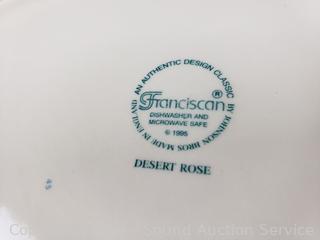 AN AUTHENTIC DESIGN CLASSIC BY JOHNSON BROS MADE IN ENGLAND
Franciscan ®
DISHWASHER AND
MICROWAVE SAFE
© 1995
DESERT ROSE
Sound Auction Service